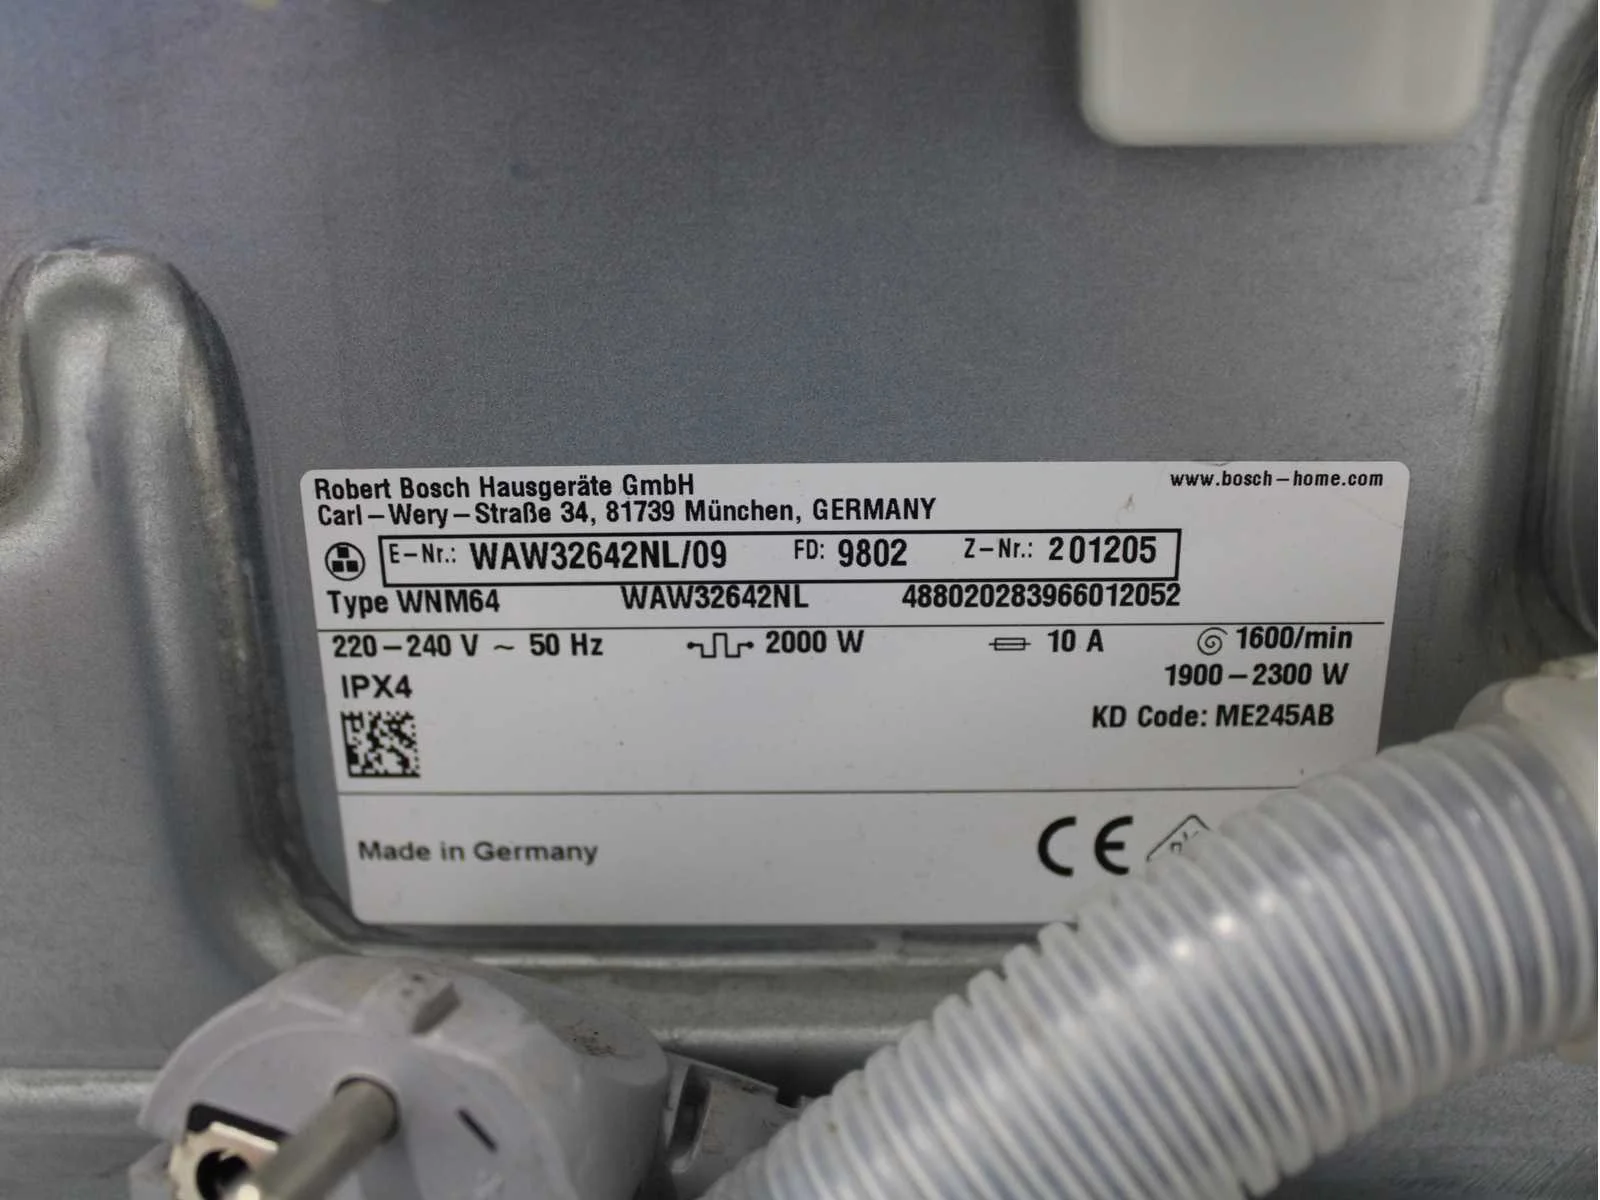 Robert Bosch Hausgeräte GmbH
www.bosch-home.com
Carl-Wery-Straße 34, 81739 München, GERMANY
E-Nr.: WAW32642NL/09 FD: 9802 Z-Nr.: 201205
Type WNM64 WAW32642NL 488020283966012052
220-240 V ~ 50 Hz 2000 W 10 A 1600/min
IPX4 1900-2300 W
KD Code: ME245AB
Made in Germany CE